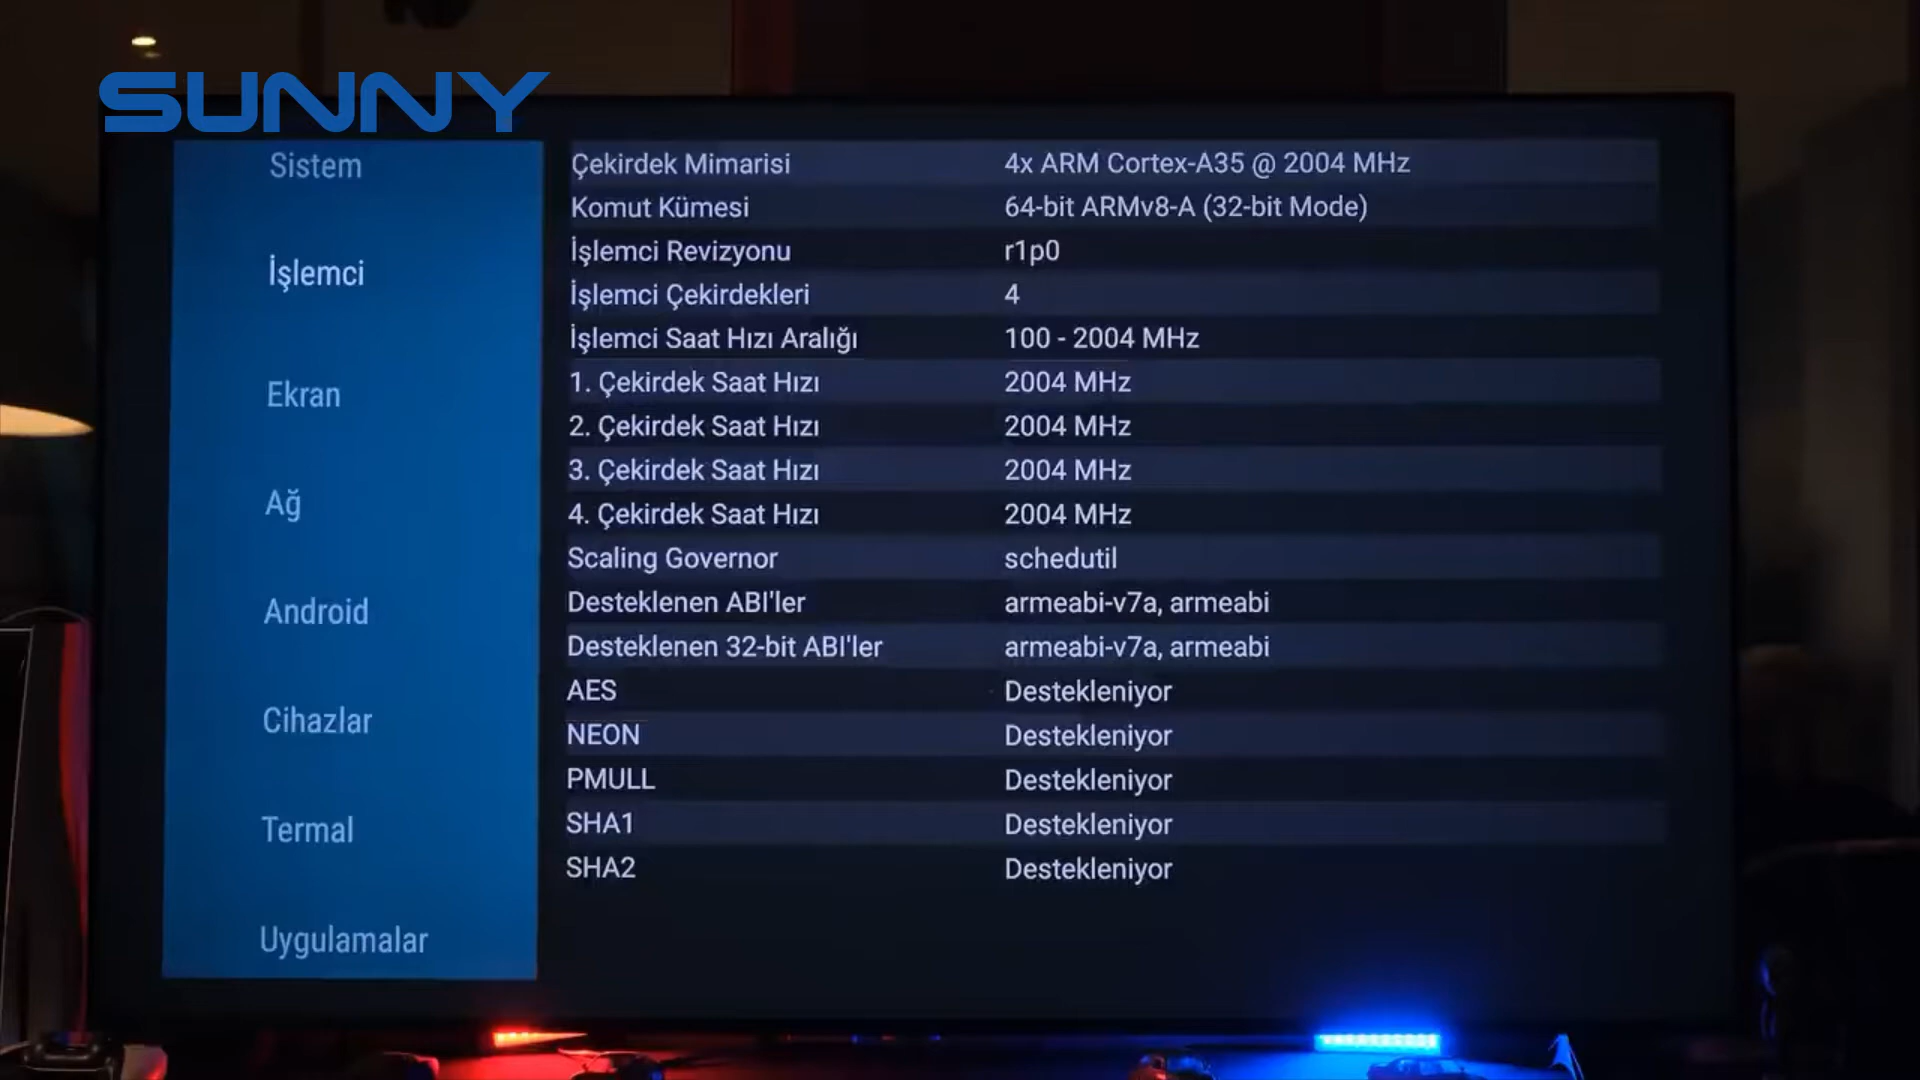 SUNNY
Sistem
İşlemci
Ekran
Ağ
Android
Cihazlar
Termal
Uygulamalar
Çekirdek Mimarisi 4x ARM Cortex-A35 @ 2004 MHz
Komut Kümesi 64-bit ARMv8-A (32-bit Mode)
İşlemci Revizyonu r1p0
İşlemci Çekirdekleri 4
İşlemci Saat Hızı Aralığı 100 - 2004 MHz
1. Çekirdek Saat Hızı 2004 MHz
2. Çekirdek Saat Hızı 2004 MHz
3. Çekirdek Saat Hızı 2004 MHz
4. Çekirdek Saat Hızı 2004 MHz
Scaling Governor schedutil
Desteklenen ABI'ler armeabi-v7a, armeabi
Desteklenen 32-bit ABI'ler armeabi-v7a, armeabi
AES Destekleniyor
NEON Destekleniyor
PMULL Destekleniyor
SHA1 Destekleniyor
SHA2 Destekleniyor